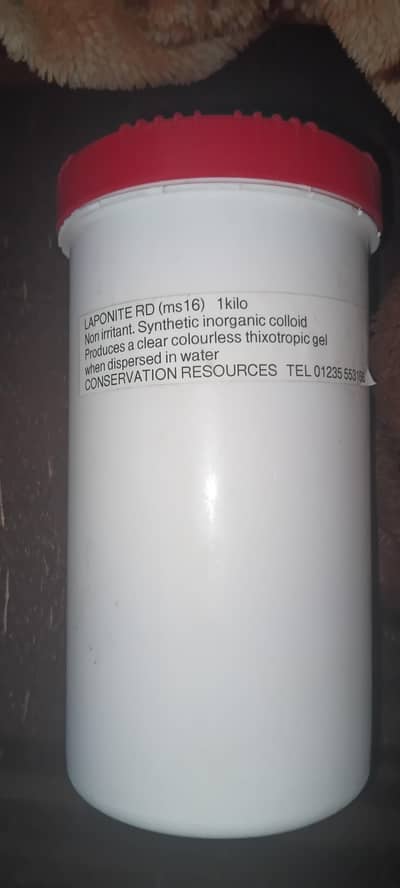 LAPONITE RD (ms16) 1kilo
Non irritant. Synthetic inorganic colloid
Produces a clear colourless thixotropic gel
when dispersed in water
CONSERVATION RESOURCES TEL 01235